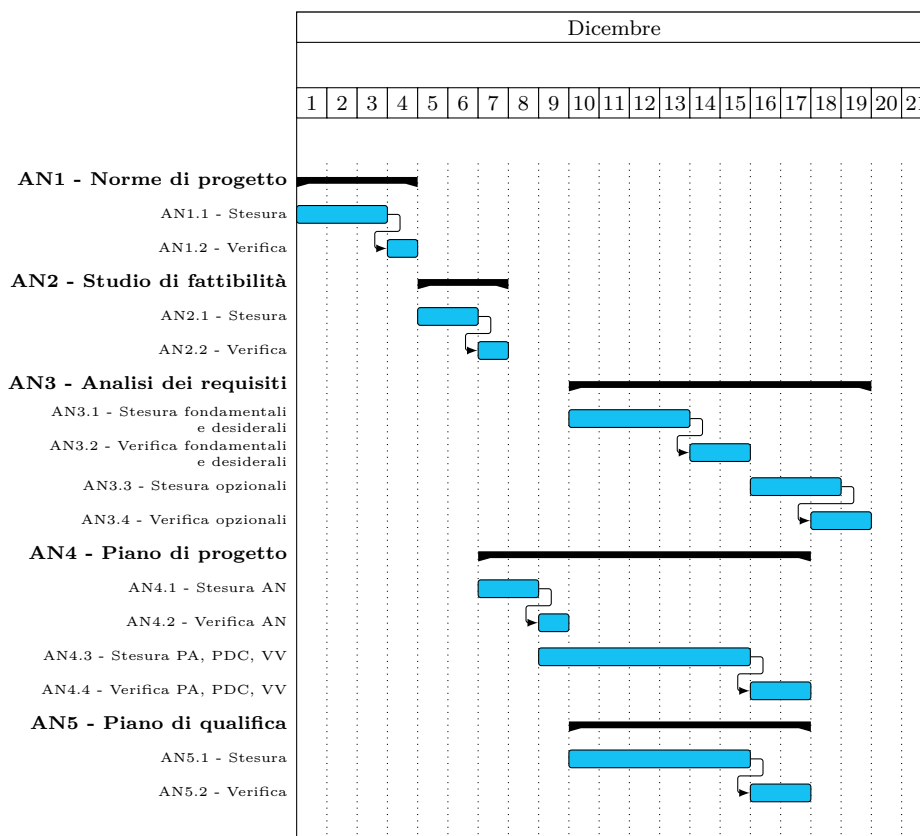 Dicembre
1 2 3 4 5 6 7 8 9 10 11 12 13 14 15 16 17 18 19 20 21
AN1 - Norme di progetto
AN1.1 - Stesura
AN1.2 - Verifica
AN2 - Studio di fattibilità
AN2.1 - Stesura
AN2.2 - Verifica
AN3 - Analisi dei requisiti
AN3.1 - Stesura fondamentali
e desiderali
AN3.2 - Verifica fondamentali
e desiderali
AN3.3 - Stesura opzionali
AN3.4 - Verifica opzionali
AN4 - Piano di progetto
AN4.1 - Stesura AN
AN4.2 - Verifica AN
AN4.3 - Stesura PA, PDC, VV
AN4.4 - Verifica PA, PDC, VV
AN5 - Piano di qualifica
AN5.1 - Stesura
AN5.2 - Verifica